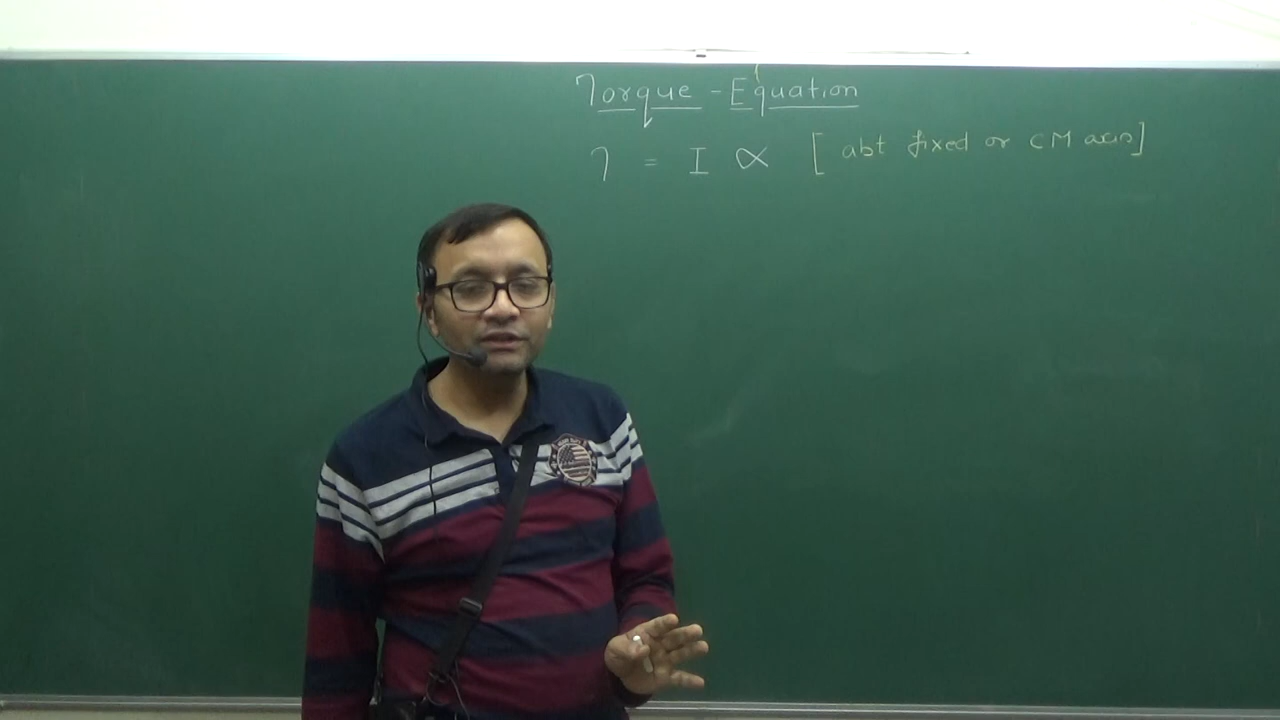 Torque - Equation
τ = I α [ abt fixed or CM axis]